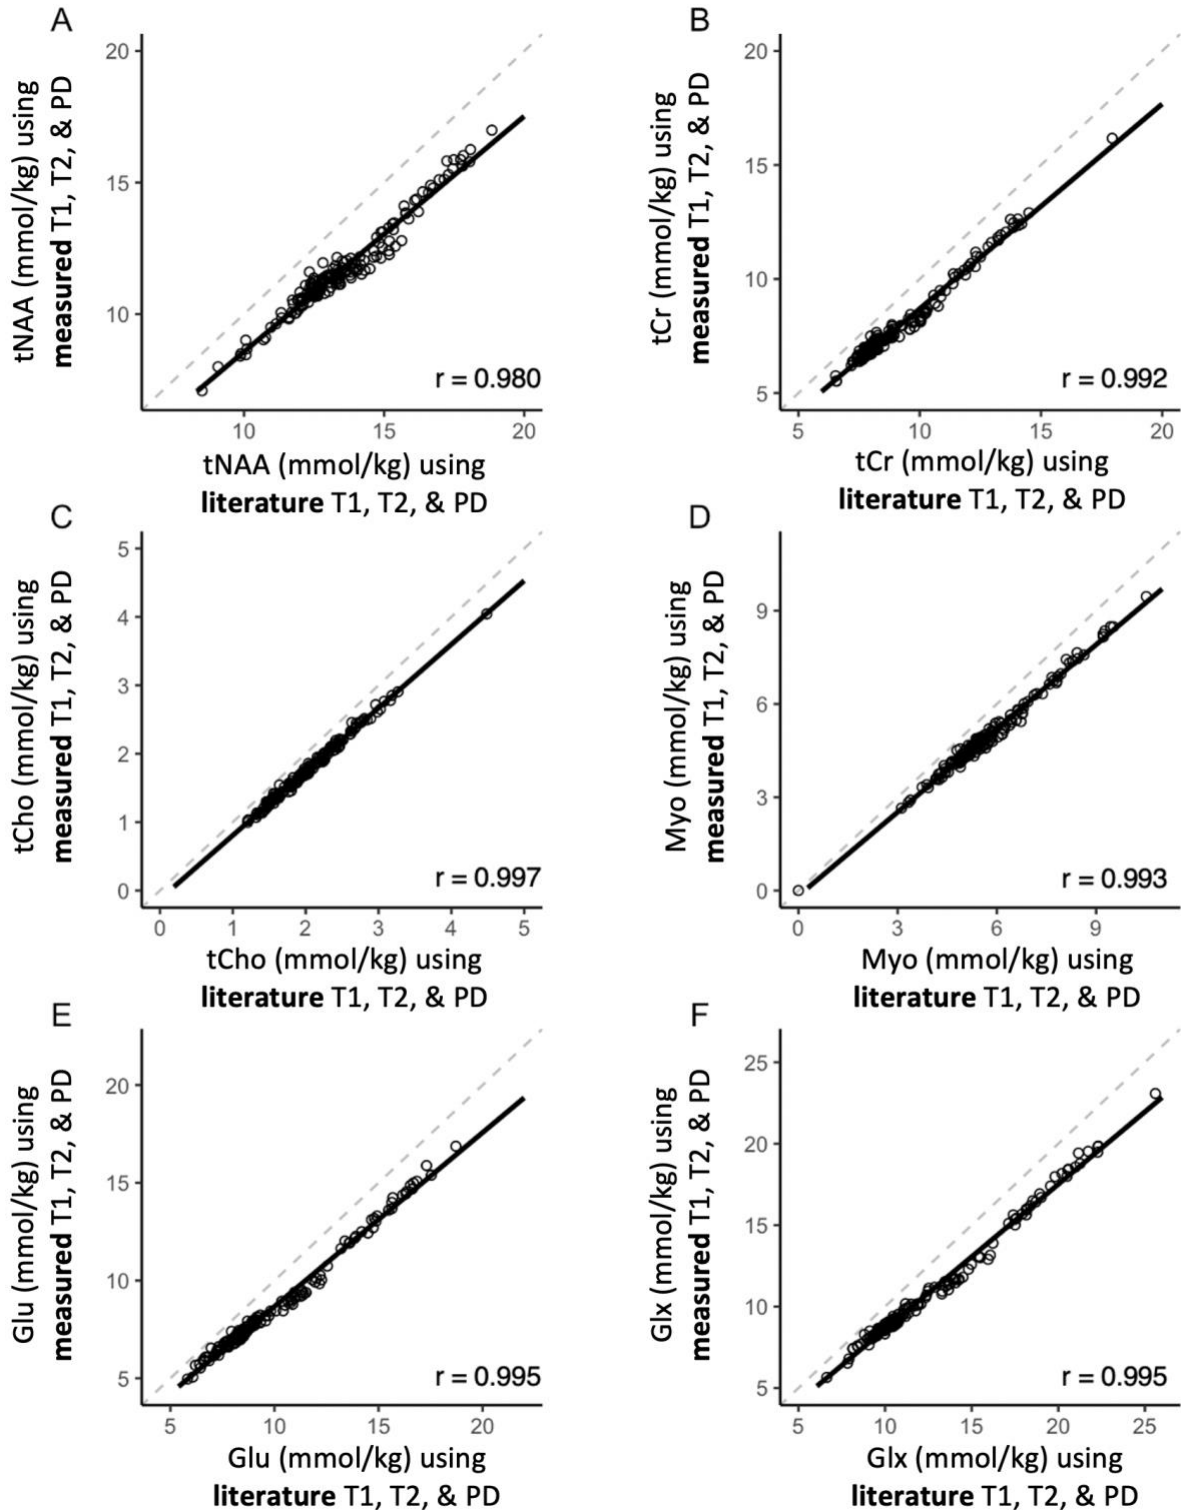 A
tNAA (mmol/kg) using
measured T1, T2, & PD
20
15
10
r = 0.980
10 15 20
tNAA (mmol/kg) using
literature T1, T2, & PD
B
tCr (mmol/kg) using
measured T1, T2, & PD
20
15
10
5
r = 0.992
5 10 15 20
tCr (mmol/kg) using
literature T1, T2, & PD
C
tCho (mmol/kg) using
measured T1, T2, & PD
5
4
3
2
1
0
r = 0.997
0 1 2 3 4 5
tCho (mmol/kg) using
literature T1, T2, & PD
D
Myo (mmol/kg) using
measured T1, T2, & PD
9
6
3
0
r = 0.993
0 3 6 9
Myo (mmol/kg) using
literature T1, T2, & PD
E
Glu (mmol/kg) using
measured T1, T2, & PD
20
15
10
5
r = 0.995
5 10 15 20
Glu (mmol/kg) using
literature T1, T2, & PD
F
Glx (mmol/kg) using
measured T1, T2, & PD
25
20
15
10
5
r = 0.995
5 10 15 20 25
Glx (mmol/kg) using
literature T1, T2, & PD